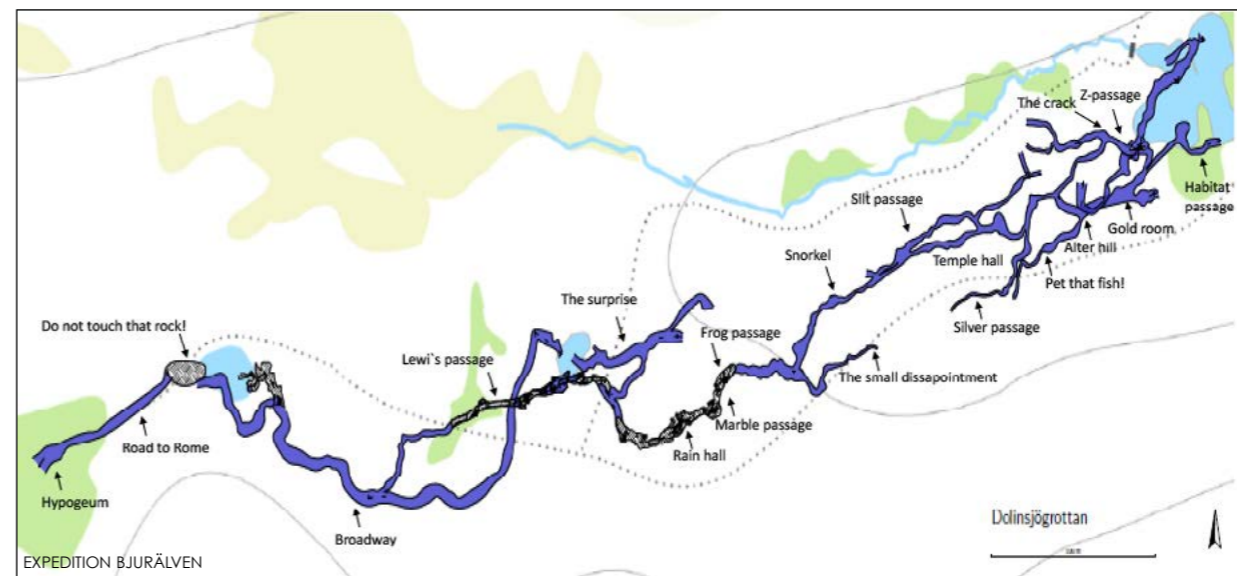 The crack
Z-passage
Habitat
passage
Silt passage
Gold room
Alter hill
Temple hall
Snorkel
Pet that fish!
The surprise
Silver passage
Do not touch that rock!
Frog passage
Lewi`s passage
The small dissapointment
Marble passage
Road to Rome
Rain hall
Hypogeum
Broadway
Dolinsjögrottan
EXPEDITION BJURÄLVEN